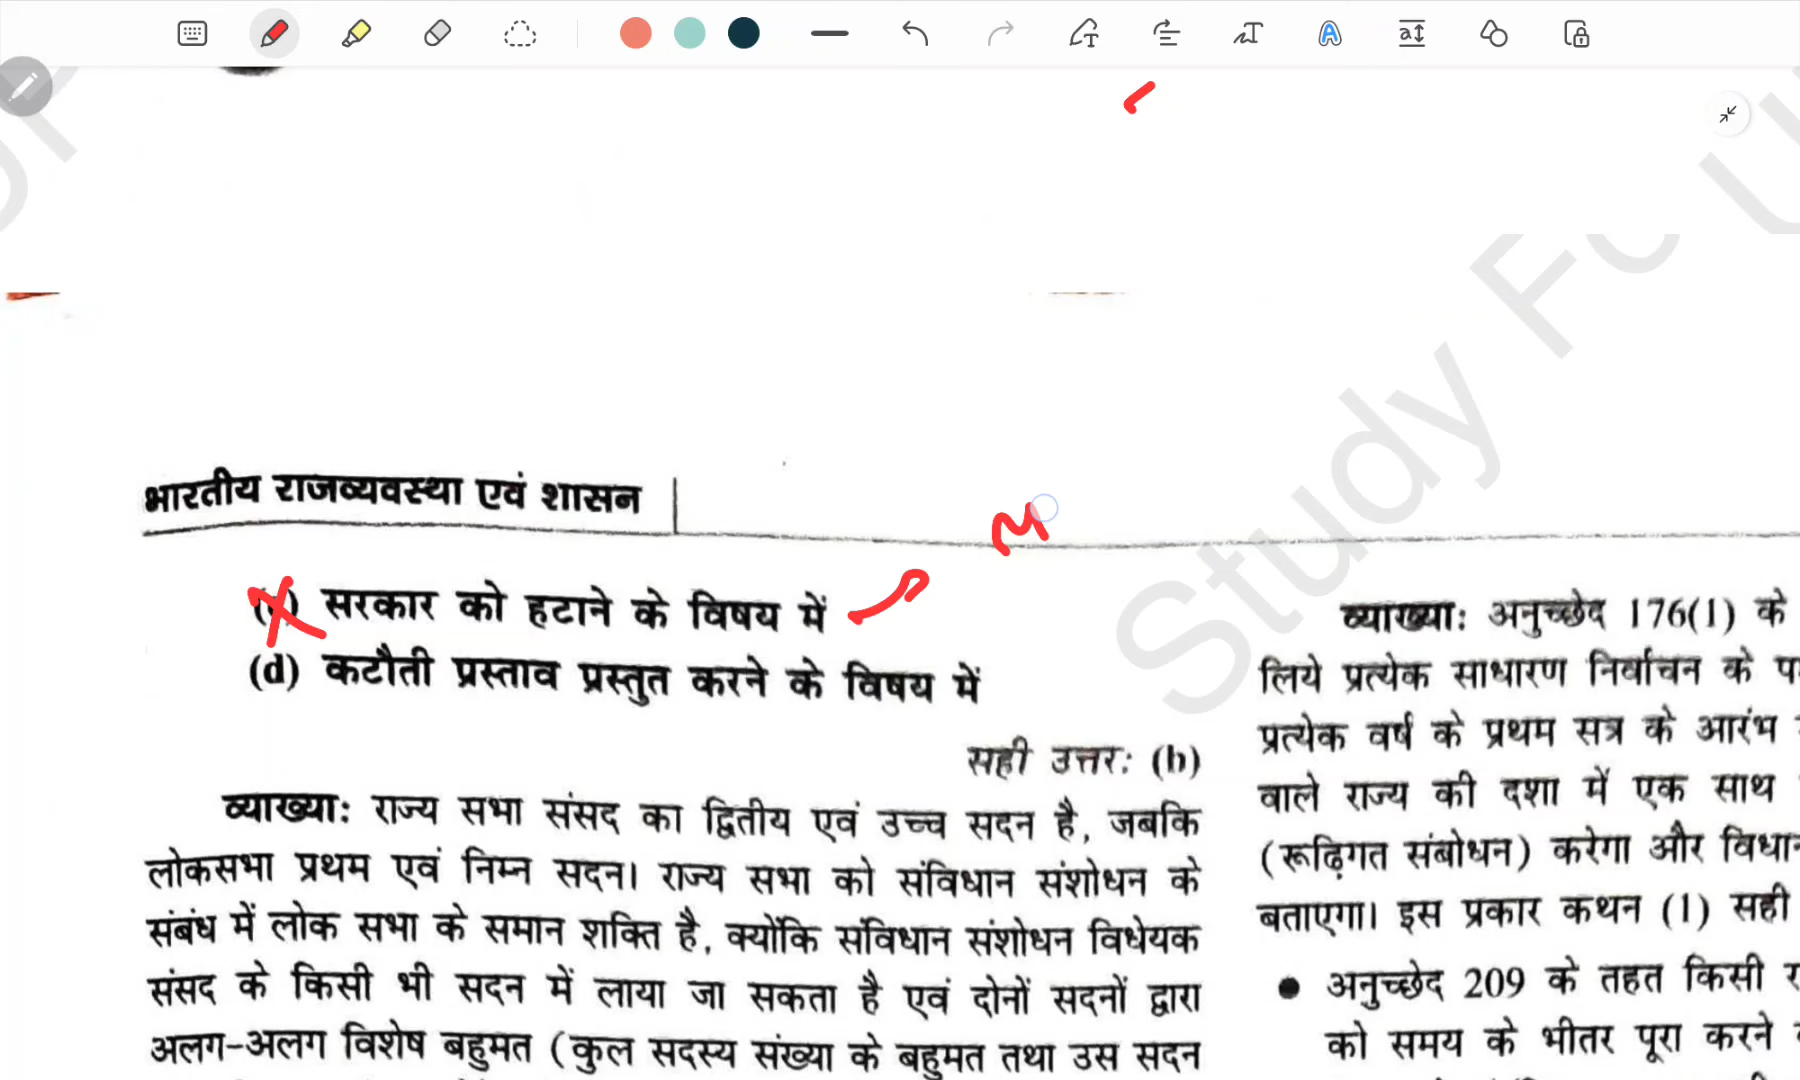 भारतीय राजव्यवस्था एवं शासन
सरकार को हटाने के विषय में
(d) कटौती प्रस्ताव प्रस्तुत करने के विषय में
सही उत्तर: (b)
व्याख्या: राज्य सभा संसद का द्वितीय एवं उच्च सदन है, जबकि
लोकसभा प्रथम एवं निम्न सदन। राज्य सभा को संविधान संशोधन के
संबंध में लोक सभा के समान शक्ति है, क्योंकि संविधान संशोधन विधेयक
संसद के किसी भी सदन में लाया जा सकता है एवं दोनों सदनों द्वारा
अलग-अलग विशेष बहुमत (कुल सदस्य संख्या के बहुमत तथा उस सदन
व्याख्या: अनुच्छेद 176(1) के
लिये प्रत्येक साधारण निर्वाचन के
प्रत्येक वर्ष के प्रथम सत्र के आरंभ
वाले राज्य की दशा में एक साथ
(रूढ़िगत संबोधन) करेगा और
बताएगा। इस प्रकार कथन (1) सही
● अनुच्छेद 209 के तहत किसी
को समय के भीतर पूरा करने
Study